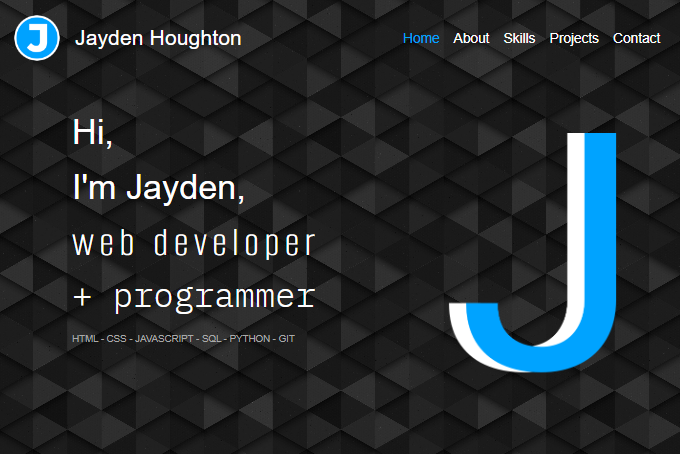 J Jayden Houghton
Home About Skills Projects Contact
Hi,
I'm Jayden,
web developer
+ programmer
HTML - CSS - JAVASCRIPT - SQL - PYTHON - GIT
J